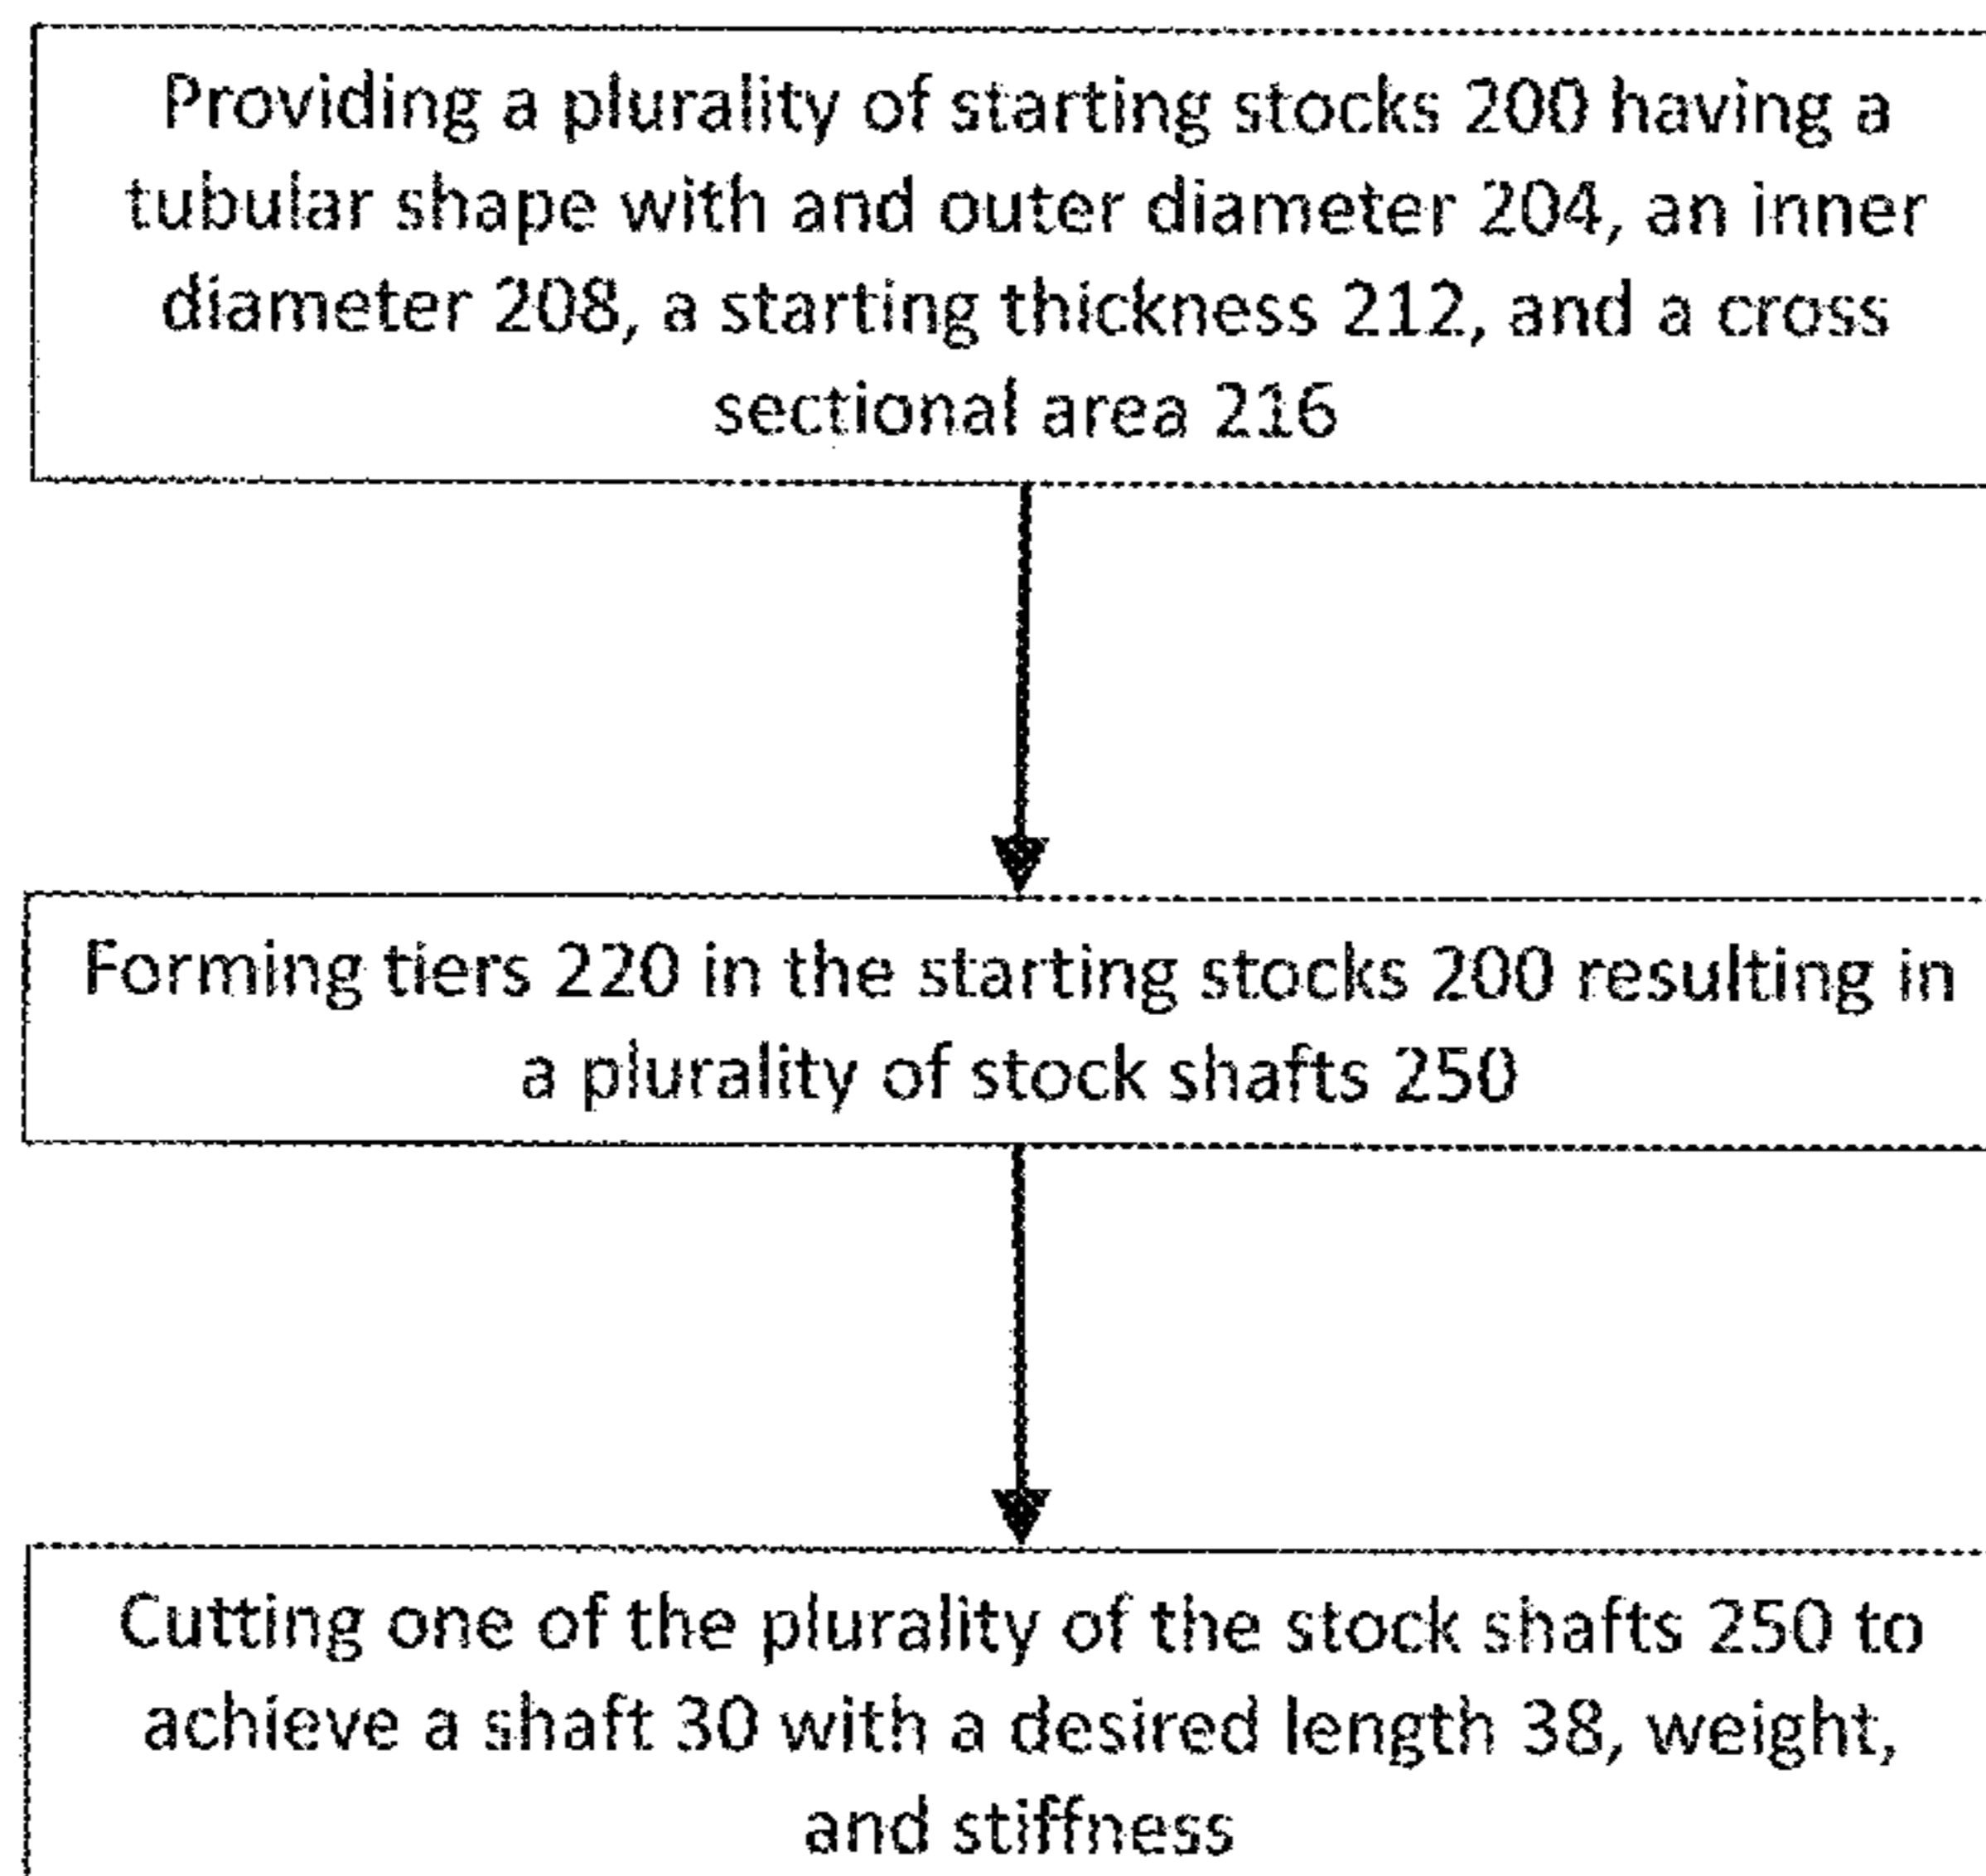 Providing a plurality of starting stocks 200 having a
tubular shape with and outer diameter 204, an inner
diameter 208, a starting thickness 212, and a cross
sectional area 216
Forming tiers 220 in the starting stocks 200 resulting in
a plurality of stock shafts 250
Cutting one of the plurality of the stock shafts 250 to
achieve a shaft 30 with a desired length 38, weight,
and stiffness